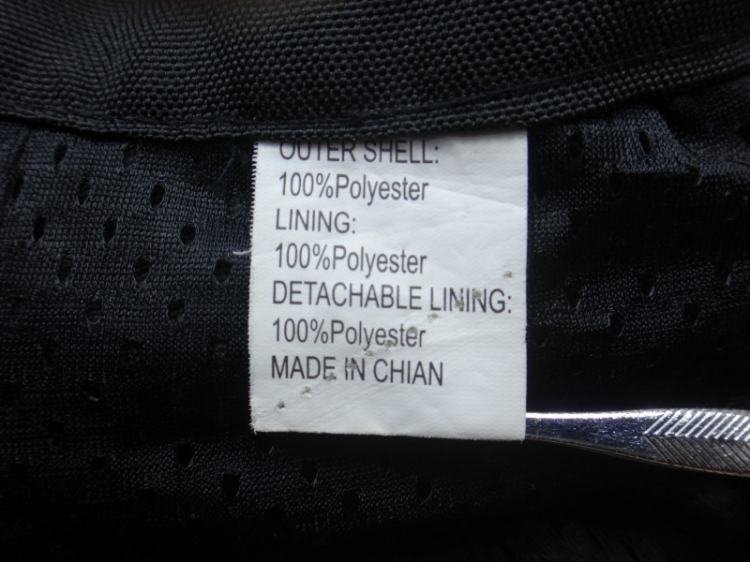 OUTER SHELL:
100%Polyester
LINING:
100%Polyester
DETACHABLE LINING:
100%Polyester
MADE IN CHIAN